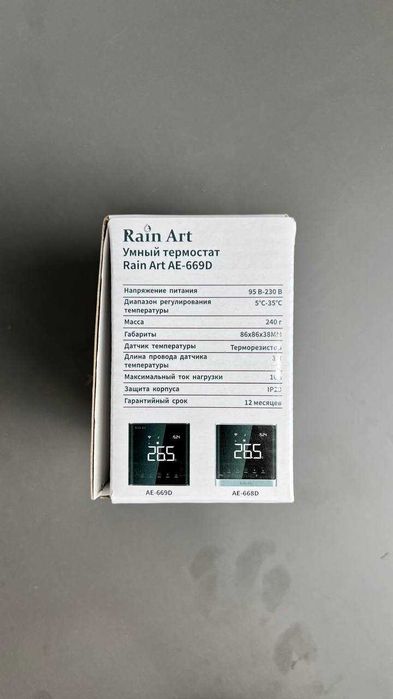 Rain Art
Умный термостат
Rain Art AE-669D
Напряжение питания 95 В-230 В
Диапазон регулирования 5°С-35°С
температуры
Масса 240 г
Габариты 86х86х38ММ
Датчик температуры Терморезистор
Длина провода датчика
температуры
Максимальный ток нагрузки
Защита корпуса
Гарантийный срок 12 месяцев
26.5
26.5
AE-669D AE-668D